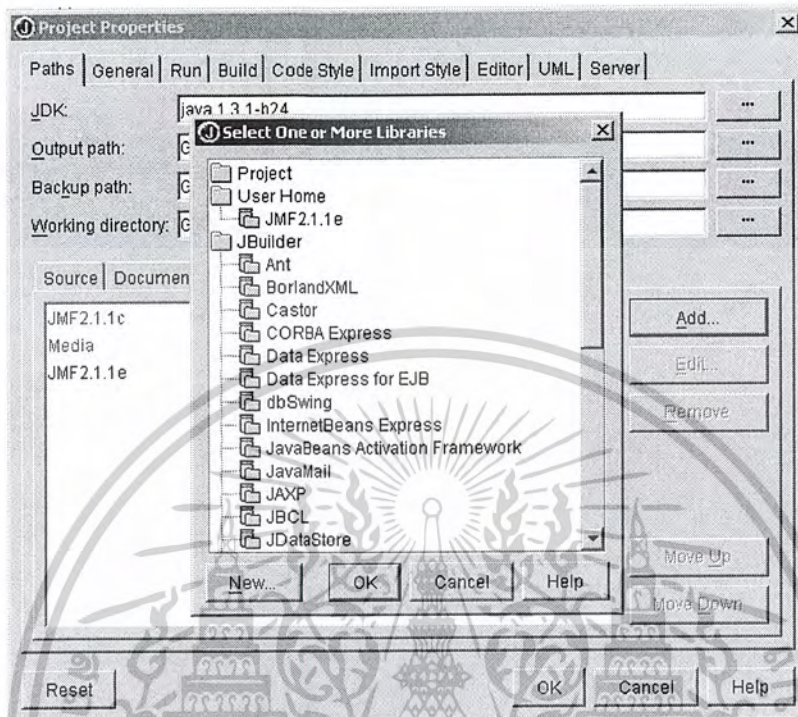 Project Properties
Paths General Run Build Code Style Import Style Editor UML Server
JDK: java 1.3.1-b24 ...
Output path: G ...
Backup path: G ...
Working directory: G ...
Select One or More Libraries
Project
User Home
JMF2.1.1e
JBuilder
Ant
BorlandXML
Castor
CORBA Express
Data Express
Data Express for EJB
dbSwing
InternetBeans Express
JavaBeans Activation Framework
JavaMail
JAXP
JBCL
JDataStore
New... OK Cancel Help
Source Documen
JMF2.1.1c
Media
JMF2.1.1e
Add...
Edit...
Remove
Move Up
Move Down
Reset OK Cancel Help